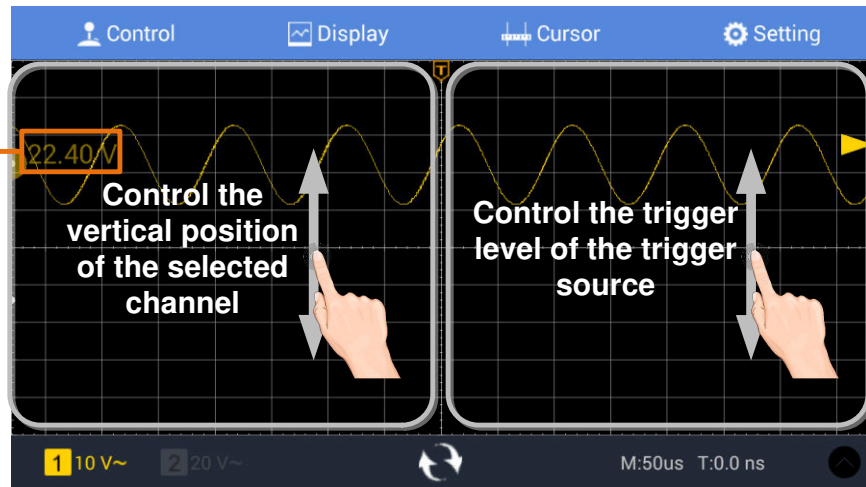 Control Display Cursor Setting
T
22.40 V
Control the
vertical position
of the selected
channel
Control the trigger
level of the trigger
source
1 10 V~ 2 20 V~ M:50us T:0.0 ns